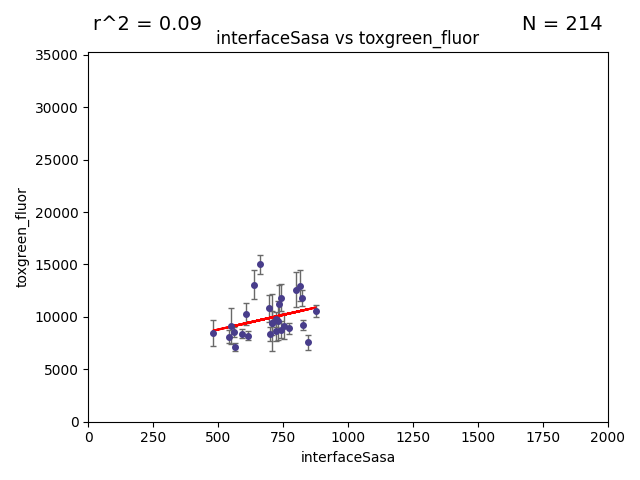 r^2 = 0.09
N = 214
interfaceSasa vs toxgreen_fluor
35000
30000
25000
20000
15000
10000
5000
0
toxgreen_fluor
0 250 500 750 1000 1250 1500 1750 2000
interfaceSasa